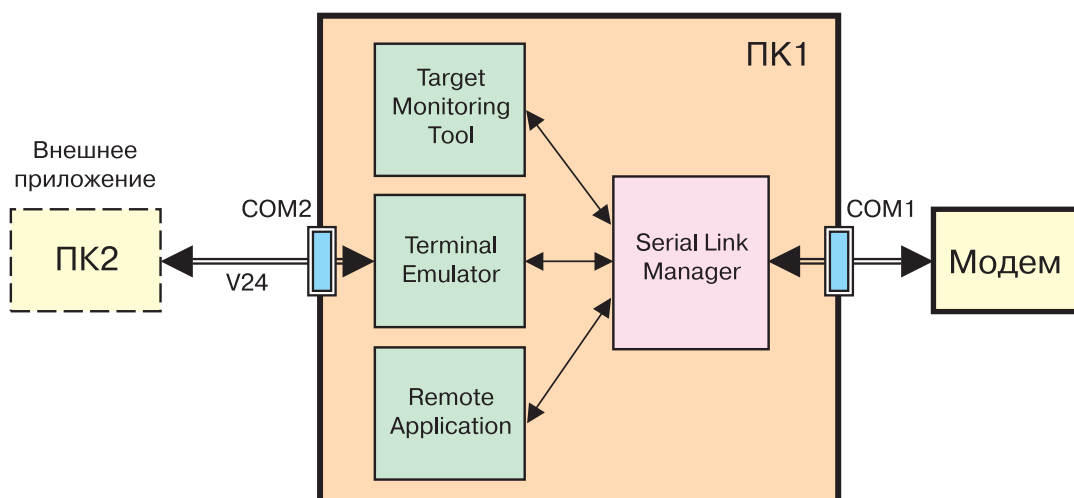 ПК1
Target
Monitoring
Tool
Внешнее
приложение
COM2
COM1
ПК2
V24
Terminal
Emulator
Serial Link
Manager
Модем
Remote
Application